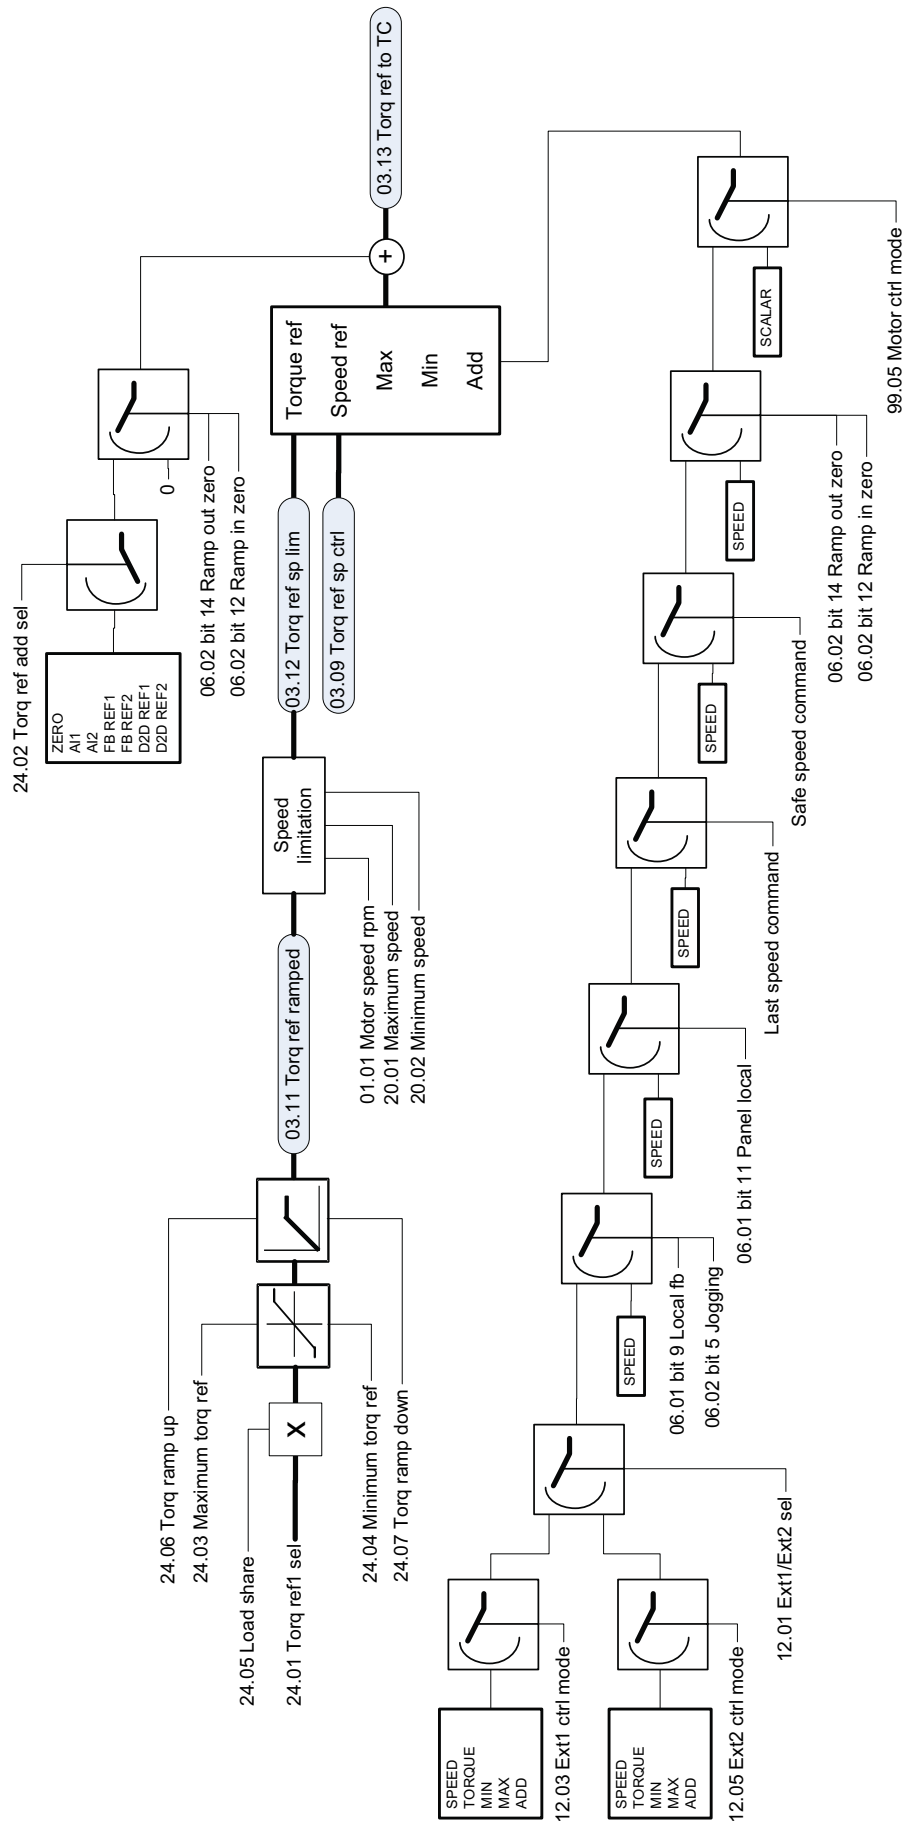 24.06 Torq ramp up
24.03 Maximum torq ref
24.05 Load share
24.01 Torq ref1 sel
X
24.04 Minimum torq ref
24.07 Torq ramp down
03.11 Torq ref ramped
Speed
limitation
01.01 Motor speed rpm
20.01 Maximum speed
20.02 Minimum speed
24.02 Torq ref add sel
ZERO
AI1
AI2
FB REF1
FB REF2
D2D REF1
D2D REF2
0
06.02 bit 14 Ramp out zero
06.02 bit 12 Ramp in zero
03.12 Torq ref sp lim
03.09 Torq ref sp ctrl
Torque ref
Speed ref
Max
Min
Add
+
03.13 Torq ref to TC
SPEED
TORQUE
MIN
MAX
ADD
12.03 Ext1 ctrl mode
SPEED
TORQUE
MIN
MAX
ADD
12.05 Ext2 ctrl mode
12.01 Ext1/Ext2 sel
SPEED
06.01 bit 9 Local fb
06.02 bit 5 Jogging
SPEED
06.01 bit 11 Panel local
SPEED
Last speed command
SPEED
Safe speed command
SPEED
06.02 bit 14 Ramp out zero
06.02 bit 12 Ramp in zero
SCALAR
99.05 Motor ctrl mode